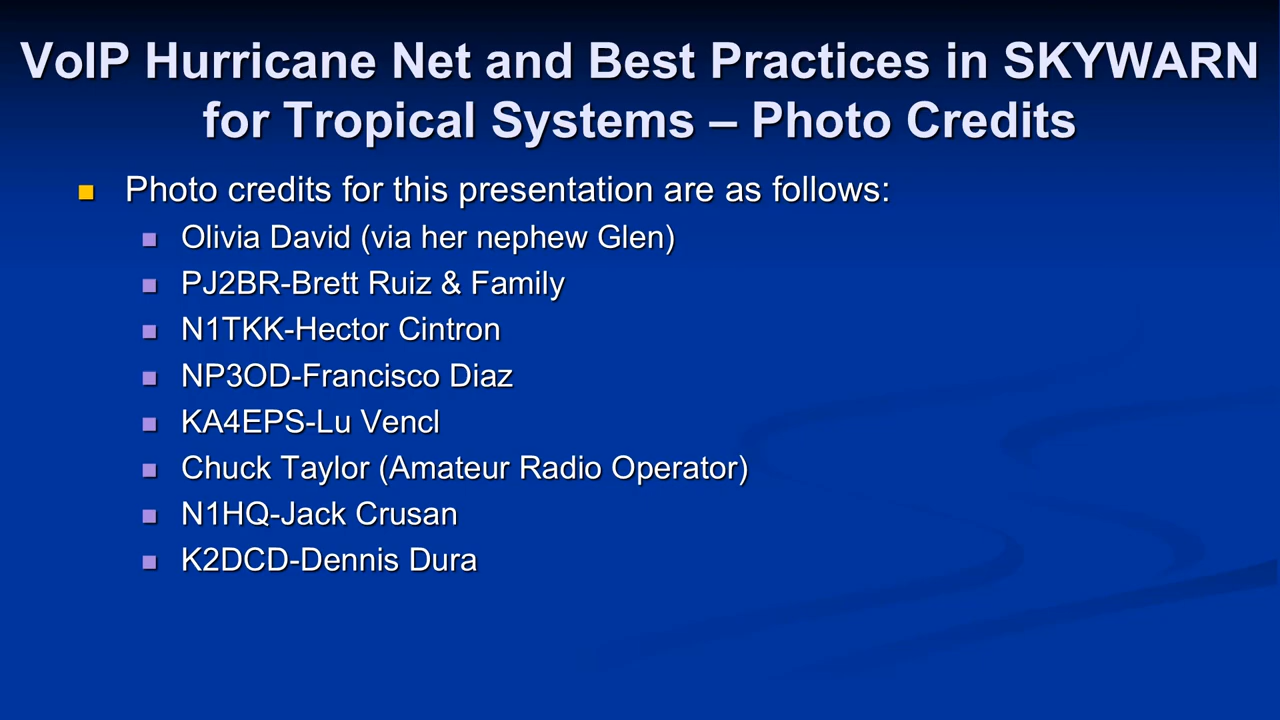 VoIP Hurricane Net and Best Practices in SKYWARN
for Tropical Systems – Photo Credits
Photo credits for this presentation are as follows:
Olivia David (via her nephew Glen)
PJ2BR-Brett Ruiz & Family
N1TKK-Hector Cintron
NP3OD-Francisco Diaz
KA4EPS-Lu Vencl
Chuck Taylor (Amateur Radio Operator)
N1HQ-Jack Crusan
K2DCD-Dennis Dura